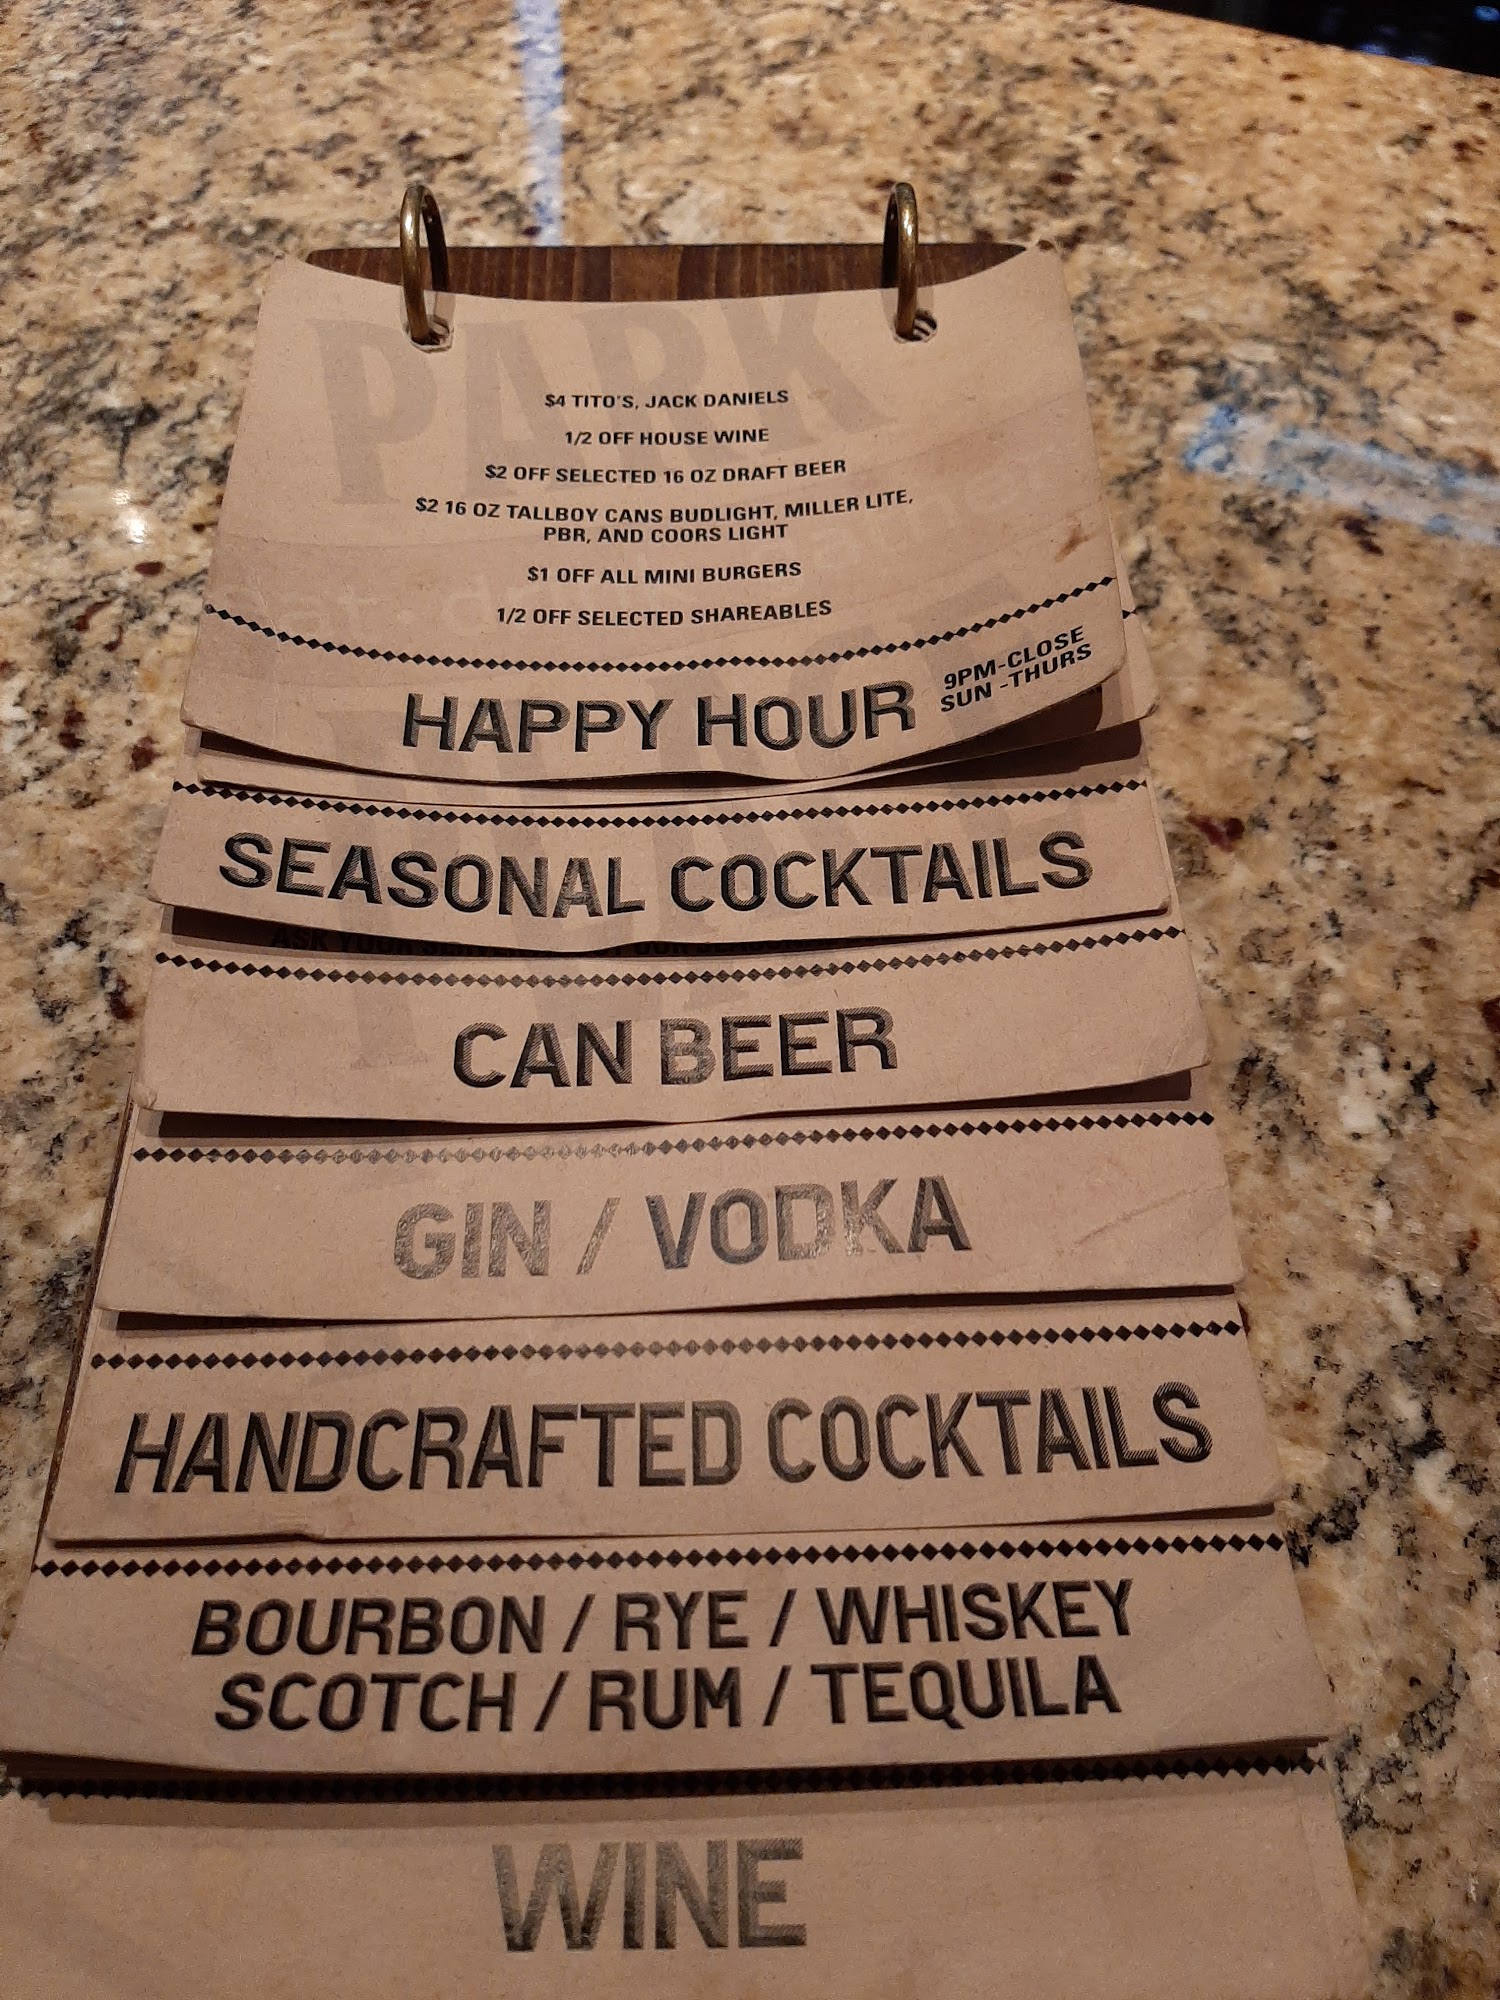 PARK
$4 TITO'S, JACK DANIELS
1/2 OFF HOUSE WINE
$2 OFF SELECTED 16 OZ DRAFT BEER
$2 16 OZ TALLBOY CANS BUDLIGHT, MILLER LITE,
PBR, AND COORS LIGHT
$1 OFF ALL MINI BURGERS
1/2 OFF SELECTED SHAREABLES
HAPPY HOUR
9PM-CLOSE
SUN -THURS
SEASONAL COCKTAILS
ASK YOUR
CAN BEER
GIN / VODKA
HANDCRAFTED COCKTAILS
BOURBON / RYE / WHISKEY
SCOTCH / RUM / TEQUILA
WINE